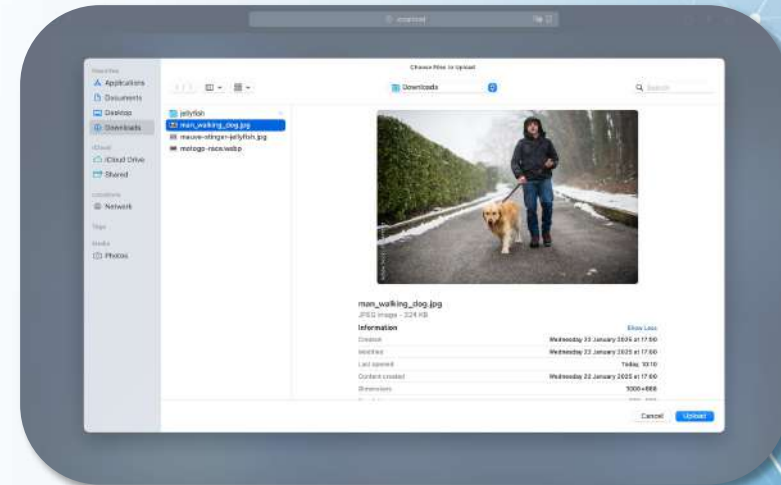 localhost
Choose Files to Upload
Favorites
Applications
Documents
Desktop
Downloads
iCloud
iCloud Drive
Shared
Locations
Network
Tags
Media
Photos
Downloads
Search
jellyfish
man_walking_dog.jpg
mauve-stinger-jellyfish.jpg
motogp-race.webp
man_walking_dog.jpg
JPEG image - 224 KB
Information Show Less
Created Wednesday 22 January 2025 at 17:00
Modified Wednesday 22 January 2025 at 17:00
Last opened Today, 10:10
Content created Wednesday 22 January 2025 at 17:00
Dimensions
Cancel Upload